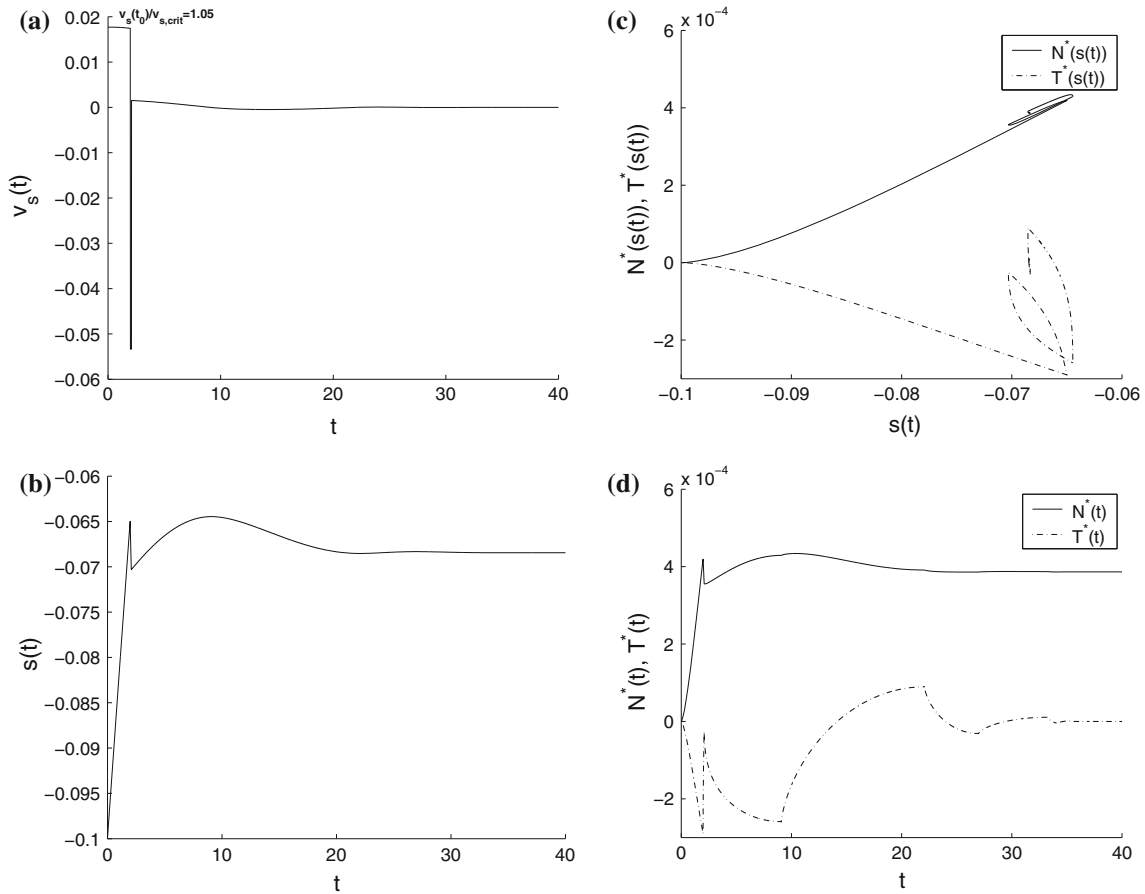 (a)
v_s(t_0)/v_s,crit=1.05
0.02
0.01
0
−0.01
−0.02
−0.03
−0.04
−0.05
−0.06
v_s(t)
0
10
20
30
40
t
(c)
x 10^−4
6
4
2
0
−2
N^*(s(t)), T^*(s(t))
N^*(s(t))
T^*(s(t))
−0.1
−0.09
−0.08
−0.07
−0.06
s(t)
(b)
−0.06
−0.065
−0.07
−0.075
−0.08
−0.085
−0.09
−0.095
−0.1
s(t)
0
10
20
30
40
t
(d)
x 10^−4
6
4
2
0
−2
N^*(t), T^*(t)
N^*(t)
T^*(t)
0
10
20
30
40
t